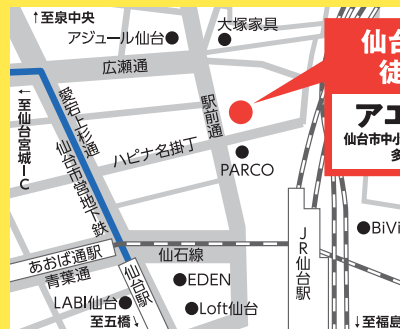 ↑至泉中央
大塚家具
アジュール仙台
広瀬通
仙台
徒
駅前通
←至仙台宮城IC
愛宕上杉通
仙台市営地下鉄
ハピナ名掛丁
アエ
仙台市中小
多
PARCO
JR仙台駅
BiVi
仙石線
あおば通駅
青葉通
仙台駅
EDEN
LABI仙台
Loft仙台
至五橋↓
↓至福島